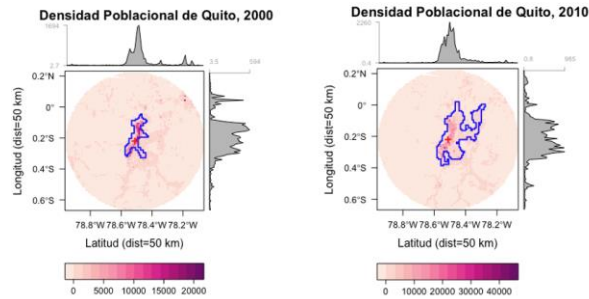 Densidad Poblacional de Quito, 2000
1694
2.7
3.5
594
0.2°N
0°
0.2°S
0.4°S
0.6°S
Longitud (dist=50 km)
78.8°W 78.6°W 78.4°W 78.2°W
Latitud (dist=50 km)
0
5000
10000
15000
20000
Densidad Poblacional de Quito, 2010
2260
0.4
0.8
965
0.2°N
0°
0.2°S
0.4°S
0.6°S
Longitud (dist=50 km)
78.8°W 78.6°W 78.4°W 78.2°W
Latitud (dist=50 km)
0
10000
20000
30000
40000